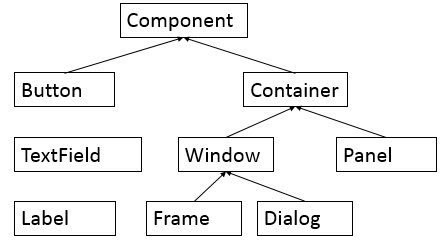 Component
Button
Container
TextField
Window
Panel
Label
Frame
Dialog